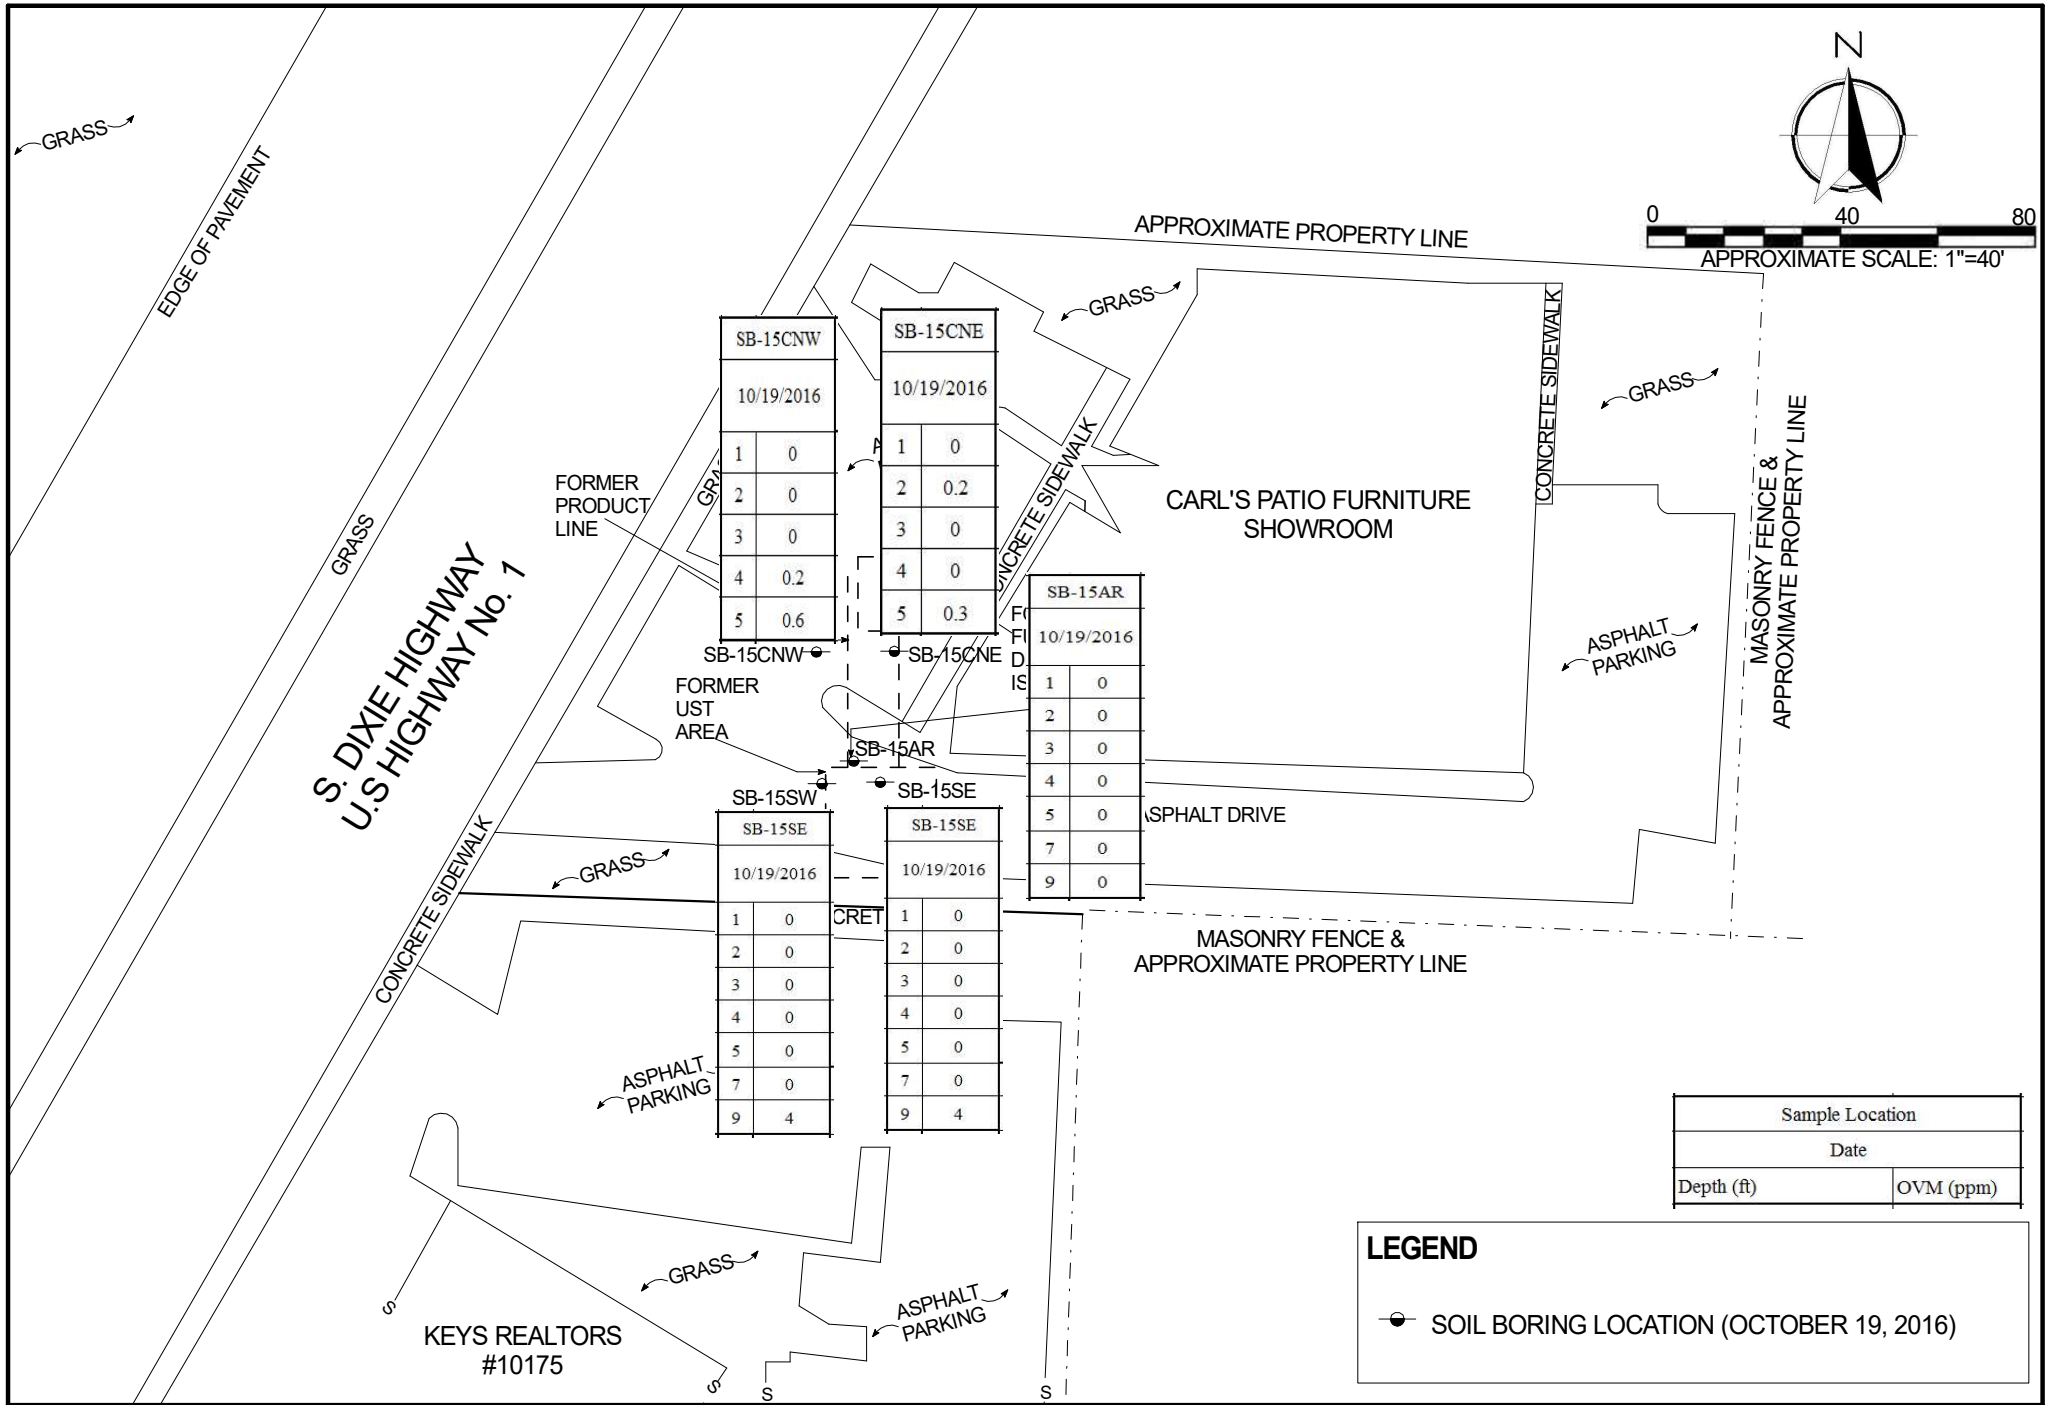 N
0 40 80
APPROXIMATE SCALE: 1"=40'
GRASS
EDGE OF PAVEMENT
GRASS
S. DIXIE HIGHWAY
U.S HIGHWAY No. 1
CONCRETE SIDEWALK
APPROXIMATE PROPERTY LINE
GRASS
CONCRETE SIDEWALK
GRASS
MASONRY FENCE &
APPROXIMATE PROPERTY LINE
CARL'S PATIO FURNITURE
SHOWROOM
ASPHALT
PARKING
FORMER
PRODUCT
LINE
GRA
SB-15CNW
10/19/2016
1 0
2 0
3 0
4 0.2
5 0.6
SB-15CNW
SB-15CNE
10/19/2016
1 0
2 0.2
3 0
4 0
5 0.3
SB-15CNE
NCRETE SIDEWALK
FO
FU
D
IS
SB-15AR
10/19/2016
1 0
2 0
3 0
4 0
5 0
7 0
9 0
FORMER
UST
AREA
SB-15AR
SB-15SW
SB-15SE
ASPHALT DRIVE
GRASS
SB-15SE
10/19/2016
1 0
2 0
3 0
4 0
5 0
7 0
9 4
CRET
SB-15SE
10/19/2016
1 0
2 0
3 0
4 0
5 0
7 0
9 4
MASONRY FENCE &
APPROXIMATE PROPERTY LINE
ASPHALT
PARKING
GRASS
ASPHALT
PARKING
S
S
S
S
KEYS REALTORS
#10175
Sample Location
Date
Depth (ft) OVM (ppm)
LEGEND
SOIL BORING LOCATION (OCTOBER 19, 2016)